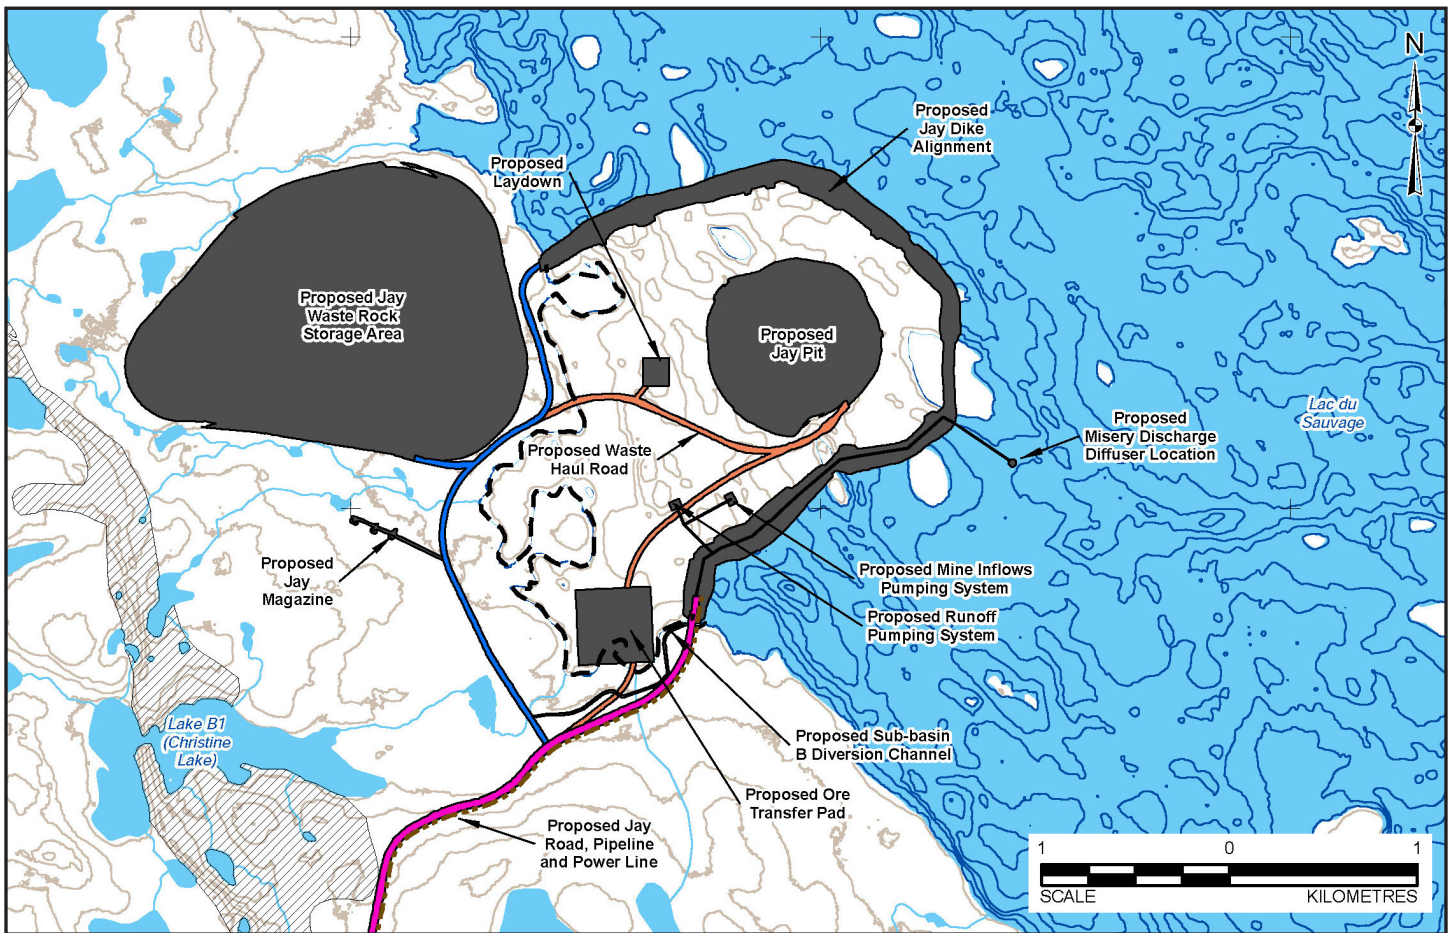 N
Proposed
Jay Dike
Alignment
Proposed
Laydown
Proposed Jay
Waste Rock
Storage Area
Proposed
Jay Pit
Lac du
Sauvage
Proposed
Misery Discharge
Diffuser Location
Proposed Waste
Haul Road
Proposed
Jay
Magazine
Proposed Mine Inflows
Pumping System
Proposed Runoff
Pumping System
Lake B1
(Christine
Lake)
Proposed Sub-basin
B Diversion Channel
Proposed Ore
Transfer Pad
Proposed Jay
Road, Pipeline
and Power Line
1 0 1
SCALE KILOMETRES